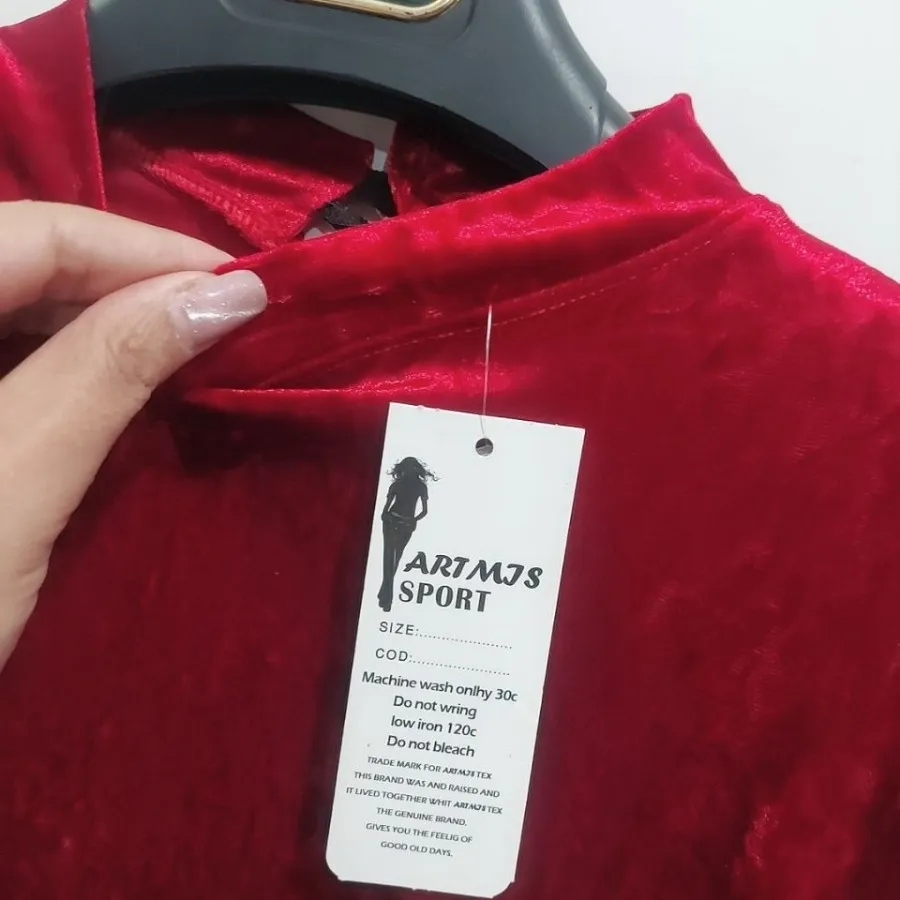 ARTMIS
SPORT
SIZE:.....................
COD:......................
Machine wash onlhy 30c
Do not wring
low iron 120c
Do not bleach
TRADE MARK FOR ARTMIS TEX
THIS BRAND WAS AND RAISED AND
IT LIVED TOGETHER WHIT ARTMIS TEX
THE GENUINE BRAND.
GIVES YOU THE FEELIG OF
GOOD OLD DAYS.